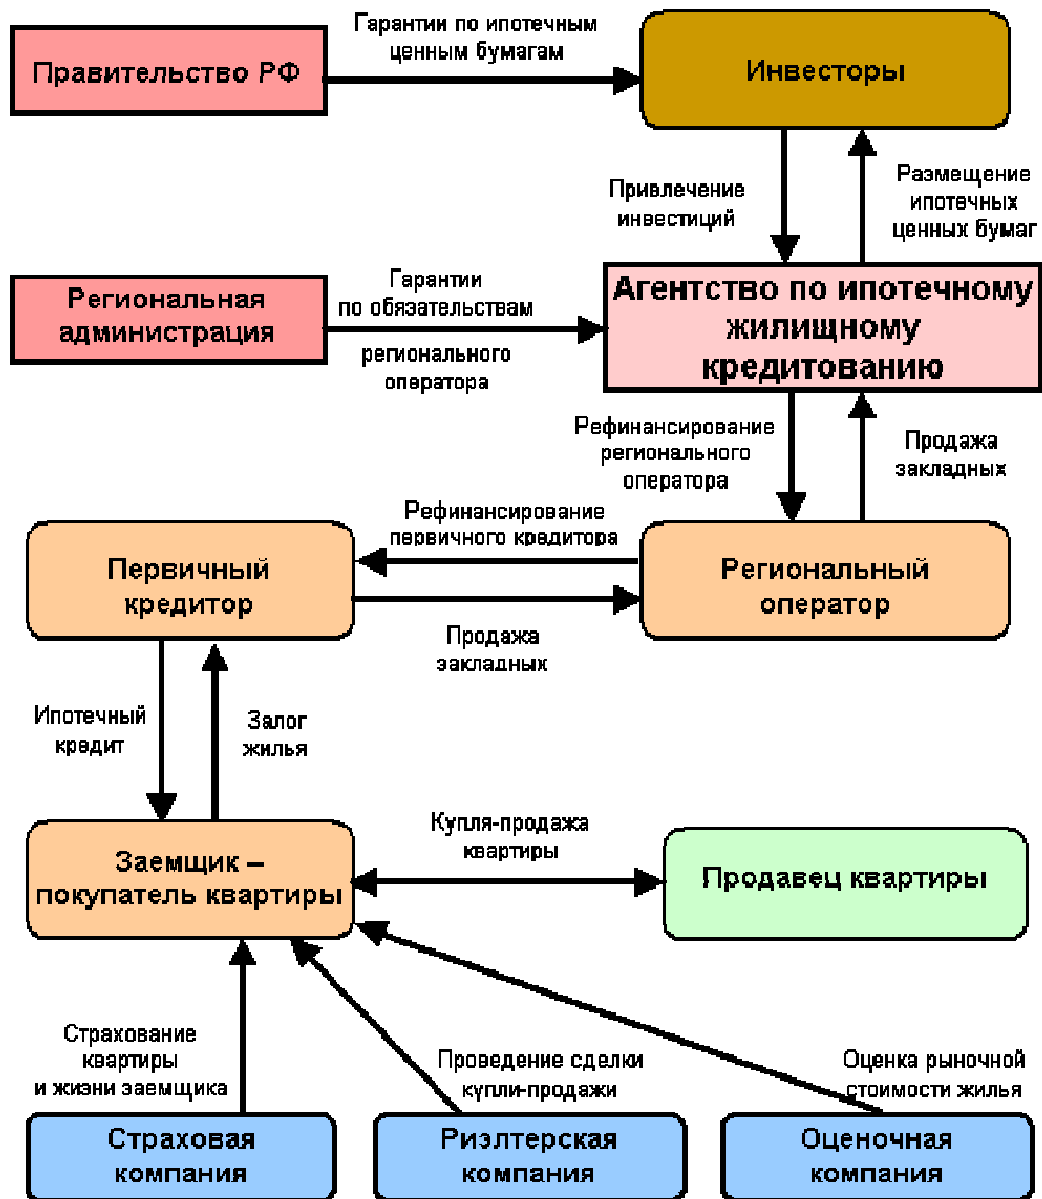 Гарантии по ипотечным
ценным бумагам
Правительство РФ
Инвесторы
Привлечение
инвестиций
Размещение
ипотечных
ценных бумаг
Региональная
администрация
Гарантии
по обязательствам
регионального
оператора
Агентство по ипотечному
жилищному
кредитованию
Рефинансирование
регионального
оператора
Продажа
закладных
Рефинансирование
первичного кредитора
Первичный
кредитор
Региональный
оператор
Продажа
закладных
Ипотечный
кредит
Залог
жилья
Купля-продажа
квартиры
Заемщик –
покупатель квартиры
Продавец квартиры
Страхование
квартиры
и жизни заемщика
Проведение сделки
купли-продажи
Оценка рыночной
стоимости жилья
Страховая
компания
Риэлтерская
компания
Оценочная
компания